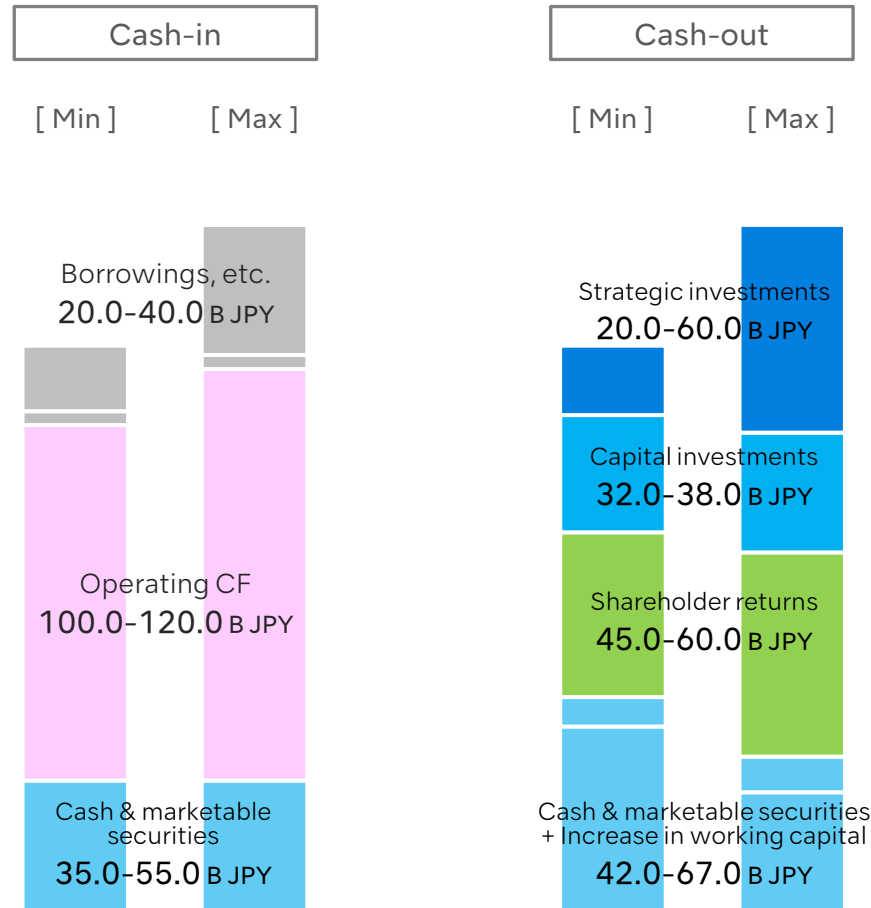 Cash-in
[ Min ]
[ Max ]
Borrowings, etc.
20.0-40.0 B JPY
Operating CF
100.0-120.0 B JPY
Cash & marketable
securities
35.0-55.0 B JPY
Cash-out
[ Min ]
[ Max ]
Strategic investments
20.0-60.0 B JPY
Capital investments
32.0-38.0 B JPY
Shareholder returns
45.0-60.0 B JPY
Cash & marketable securities
+ Increase in working capital
42.0-67.0 B JPY